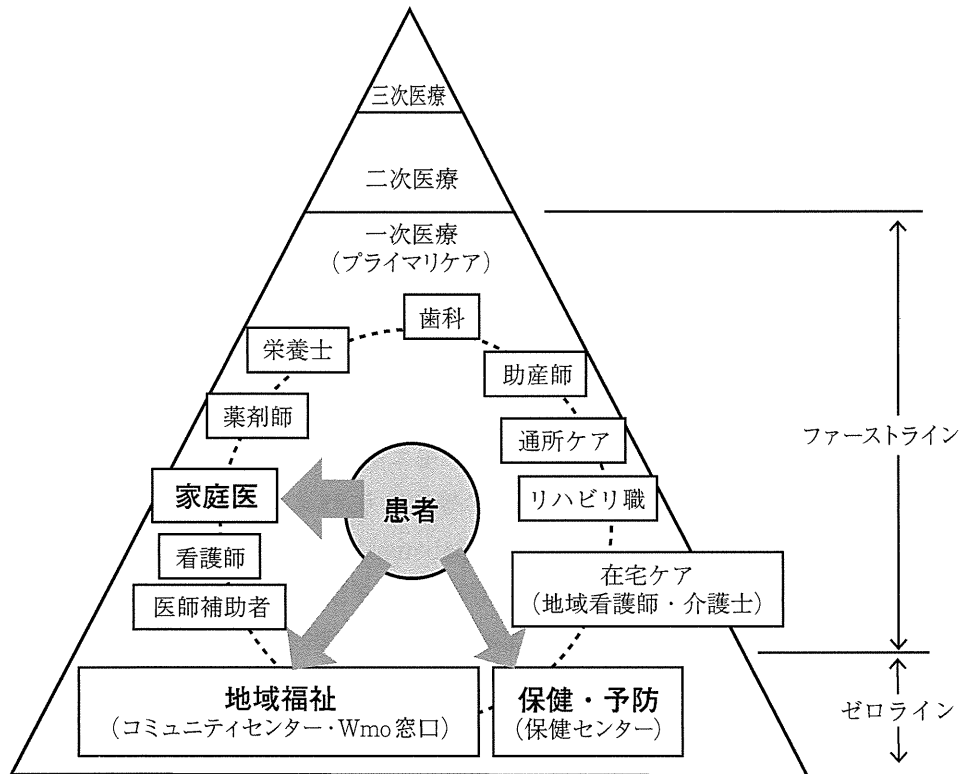 三次医療
二次医療
一次医療
（プライマリケア）
歯科
栄養士
助産師
薬剤師
通所ケア
ファーストライン
家庭医
患者
リハビリ職
看護師
在宅ケア
（地域看護師・介護士）
医師補助者
地域福祉
（コミュニティセンター・Wmo窓口）
保健・予防
（保健センター）
ゼロライン